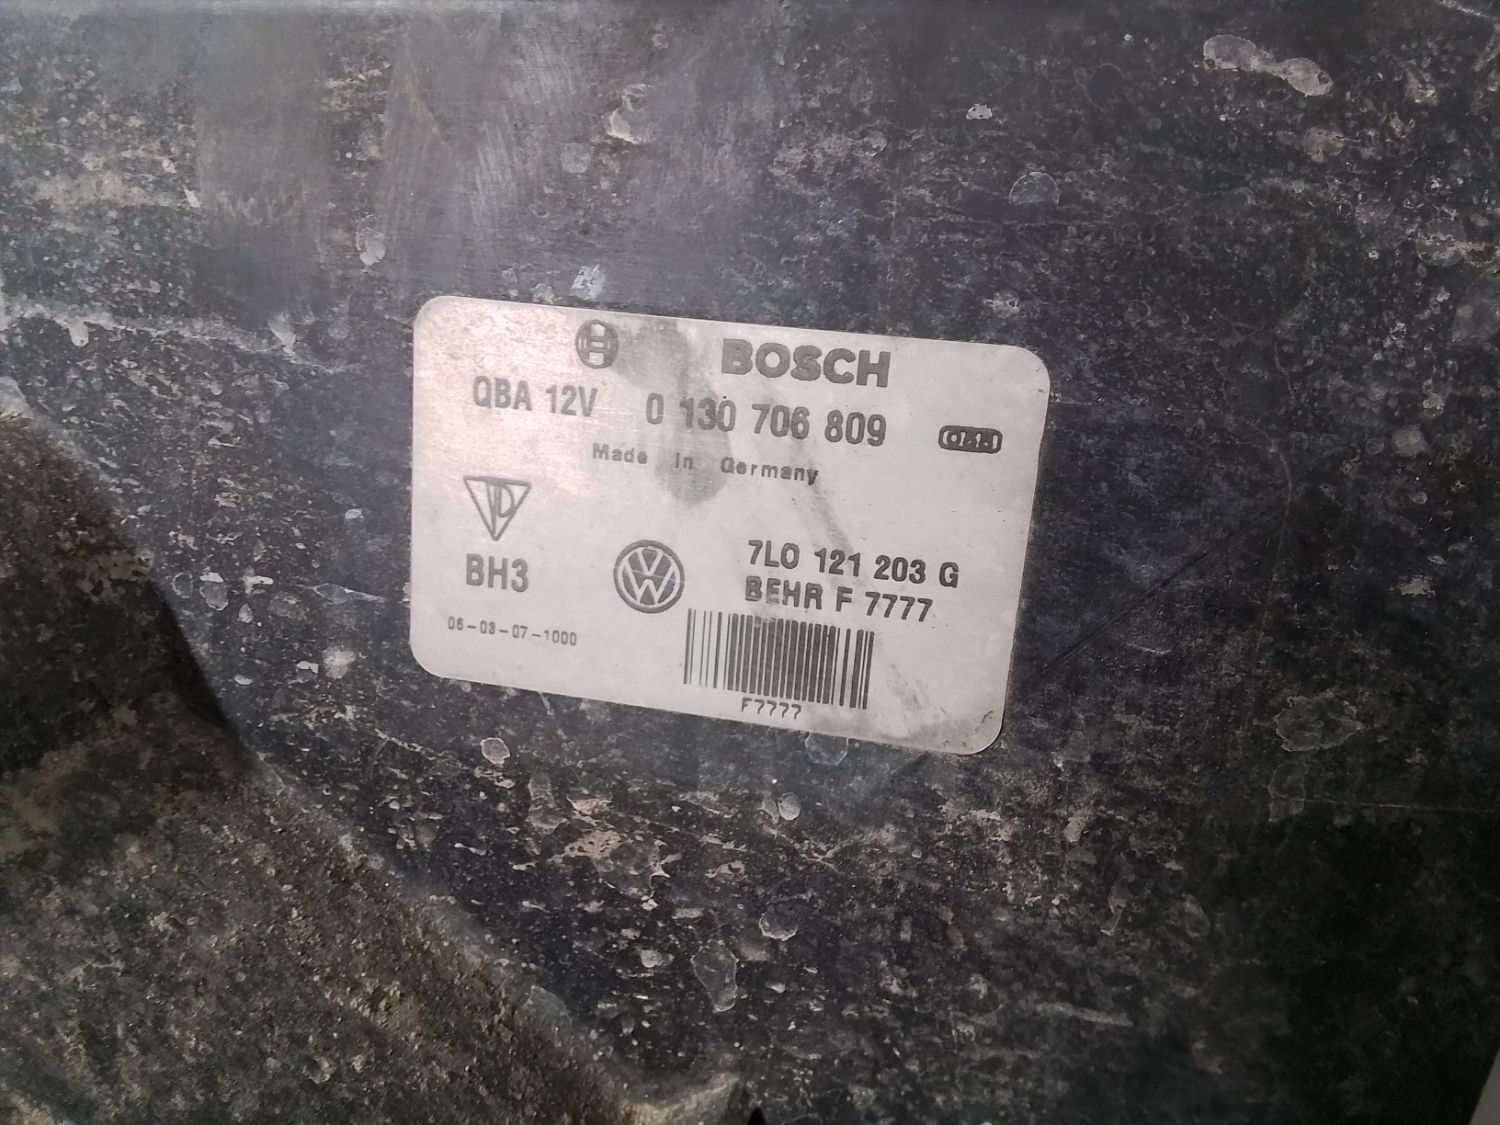 BOSCH
QBA 12V 0 130 706 809
Made in Germany
BH3
7L0 121 203 G
BEHR F 7777
06-03-07-1000
F7777